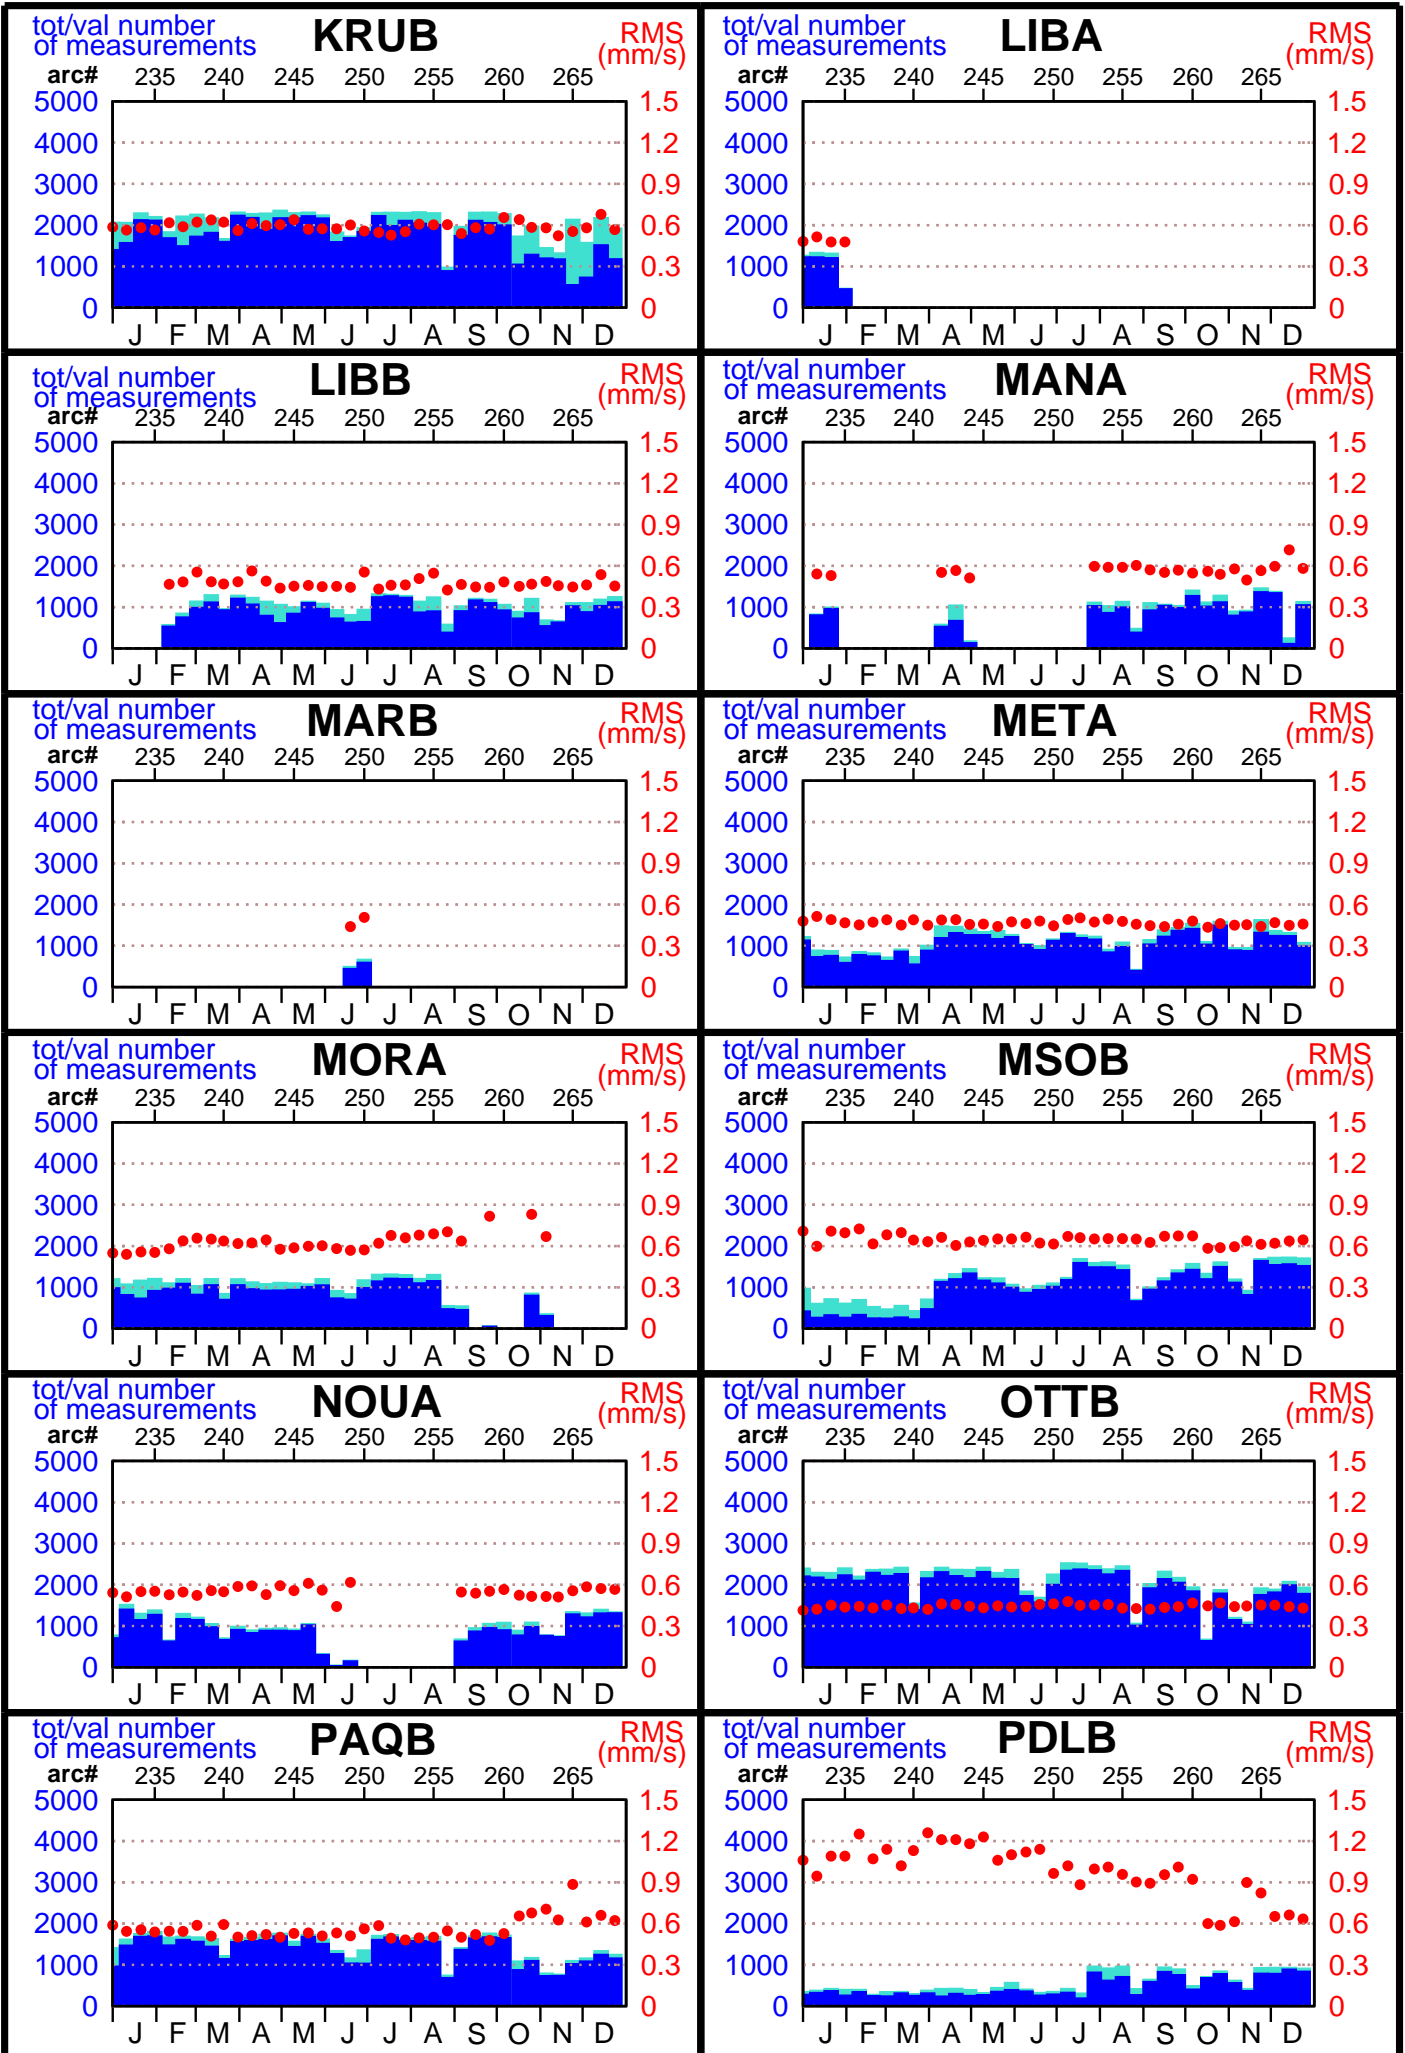 tot/val number KRUB RMS
of measurements (mm/s)
arc# 235 240 245 250 255 260 265
5000 1.5
4000 1.2
3000 0.9
2000 0.6
1000 0.3
0 0
J F M A M J J A S O N D
tot/val number LIBA RMS
of measurements (mm/s)
arc# 235 240 245 250 255 260 265
5000 1.5
4000 1.2
3000 0.9
2000 0.6
1000 0.3
0 0
J F M A M J J A S O N D
tot/val number LIBB RMS
of measurements (mm/s)
arc# 235 240 245 250 255 260 265
5000 1.5
4000 1.2
3000 0.9
2000 0.6
1000 0.3
0 0
J F M A M J J A S O N D
tot/val number MANA RMS
of measurements (mm/s)
arc# 235 240 245 250 255 260 265
5000 1.5
4000 1.2
3000 0.9
2000 0.6
1000 0.3
0 0
J F M A M J J A S O N D
tot/val number MARB RMS
of measurements (mm/s)
arc# 235 240 245 250 255 260 265
5000 1.5
4000 1.2
3000 0.9
2000 0.6
1000 0.3
0 0
J F M A M J J A S O N D
tot/val number META RMS
of measurements (mm/s)
arc# 235 240 245 250 255 260 265
5000 1.5
4000 1.2
3000 0.9
2000 0.6
1000 0.3
0 0
J F M A M J J A S O N D
tot/val number MORA RMS
of measurements (mm/s)
arc# 235 240 245 250 255 260 265
5000 1.5
4000 1.2
3000 0.9
2000 0.6
1000 0.3
0 0
J F M A M J J A S O N D
tot/val number MSOB RMS
of measurements (mm/s)
arc# 235 240 245 250 255 260 265
5000 1.5
4000 1.2
3000 0.9
2000 0.6
1000 0.3
0 0
J F M A M J J A S O N D
tot/val number NOUA RMS
of measurements (mm/s)
arc# 235 240 245 250 255 260 265
5000 1.5
4000 1.2
3000 0.9
2000 0.6
1000 0.3
0 0
J F M A M J J A S O N D
tot/val number OTTB RMS
of measurements (mm/s)
arc# 235 240 245 250 255 260 265
5000 1.5
4000 1.2
3000 0.9
2000 0.6
1000 0.3
0 0
J F M A M J J A S O N D
tot/val number PAQB RMS
of measurements (mm/s)
arc# 235 240 245 250 255 260 265
5000 1.5
4000 1.2
3000 0.9
2000 0.6
1000 0.3
0 0
J F M A M J J A S O N D
tot/val number PDLB RMS
of measurements (mm/s)
arc# 235 240 245 250 255 260 265
5000 1.5
4000 1.2
3000 0.9
2000 0.6
1000 0.3
0 0
J F M A M J J A S O N D